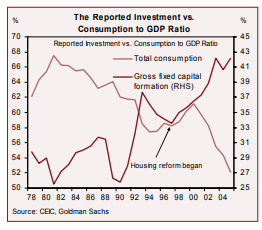 The Reported Investment vs.
Consumption to GDP Ratio
% %
Reported Investment vs. Consumption to GDP Ratio
Total consumption
Gross fixed capital
formation (RHS)
Housing reform began
70
68
66
64
62
60
58
56
54
52
50
45
43
41
39
37
35
33
31
29
27
25
78 80 82 84 86 88 90 92 94 96 98 00 02 04
Source: CEIC, Goldman Sachs